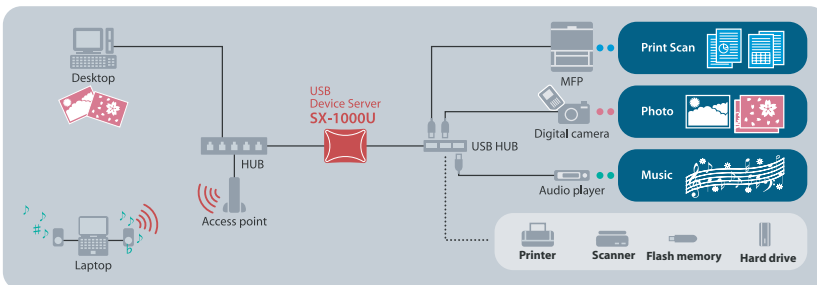 Desktop
USB
Device Server
SX-1000U
HUB
Access point
Laptop
USB HUB
MFP
Digital camera
Audio player
Print Scan
Photo
Music
Printer
Scanner
Flash memory
Hard drive